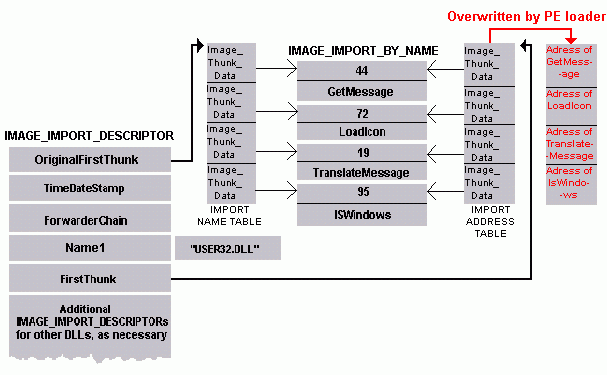 Overwritten by PE loader
IMAGE_IMPORT_DESCRIPTOR
OriginalFirstThunk
TimeDateStamp
ForwarderChain
Name1
"USER32.DLL"
FirstThunk
Additional
IMAGE_IMPORT_DESCRIPTORs
for other DLLs, as necessary
Image_
Thunk_
Data
Image_
Thunk_
Data
Image_
Thunk_
Data
Image_
Thunk_
Data
IMPORT
NAME TABLE
IMAGE_IMPORT_BY_NAME
44
GetMessage
72
LoadIcon
19
TranslateMessage
95
ISWindows
Image_
Thunk_
Data
Image_
Thunk_
Data
Image_
Thunk_
Data
Image_
Thunk_
Data
IMPORT
ADDRESS
TABLE
Adress of
GetMess-
-age
Adress of
LoadIcon
Adress of
Translate-
-Message
Adress of
IsWindo-
-ws